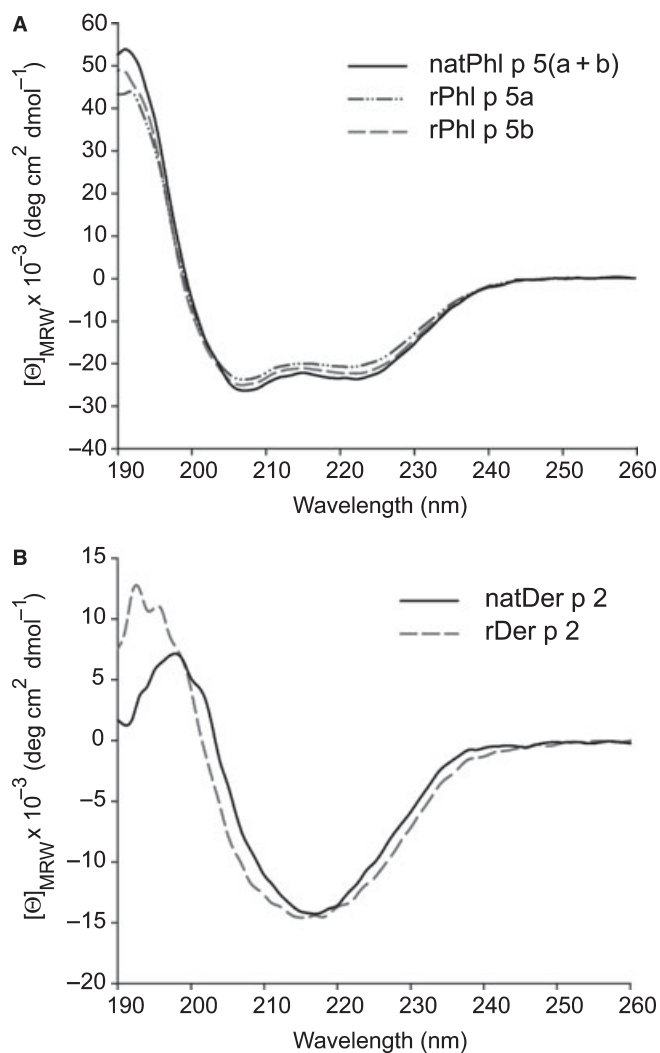 A
60
50
40
30
20
10
0
−10
−20
−30
−40
[Θ]MRW x 10⁻³ (deg cm² dmol⁻¹)
natPhl p 5(a + b)
rPhl p 5a
rPhl p 5b
190 200 210 220 230 240 250 260
Wavelength (nm)
B
15
10
5
0
−5
−10
−15
−20
[Θ]MRW x 10⁻³ (deg cm² dmol⁻¹)
natDer p 2
rDer p 2
190 200 210 220 230 240 250 260
Wavelength (nm)